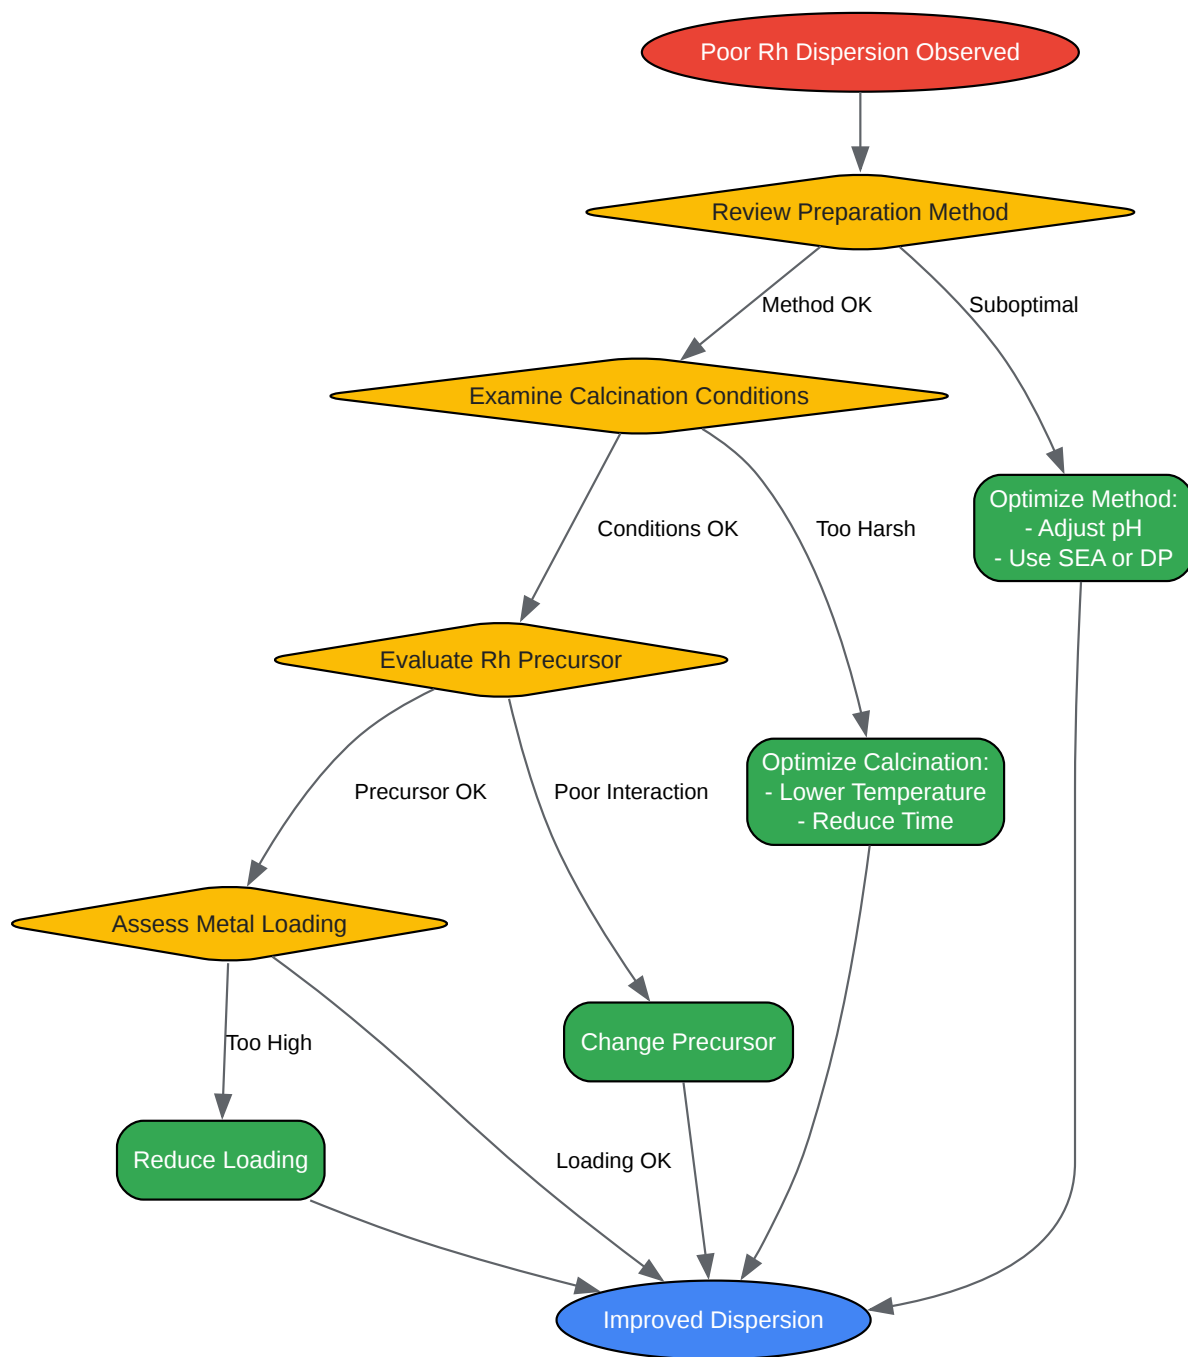 Poor Rh Dispersion Observed
Review Preparation Method
Method OK
Suboptimal
Examine Calcination Conditions
Optimize Method:
- Adjust pH
- Use SEA or DP
Conditions OK
Too Harsh
Evaluate Rh Precursor
Optimize Calcination:
- Lower Temperature
- Reduce Time
Precursor OK
Poor Interaction
Assess Metal Loading
Too High
Change Precursor
Reduce Loading
Loading OK
Improved Dispersion